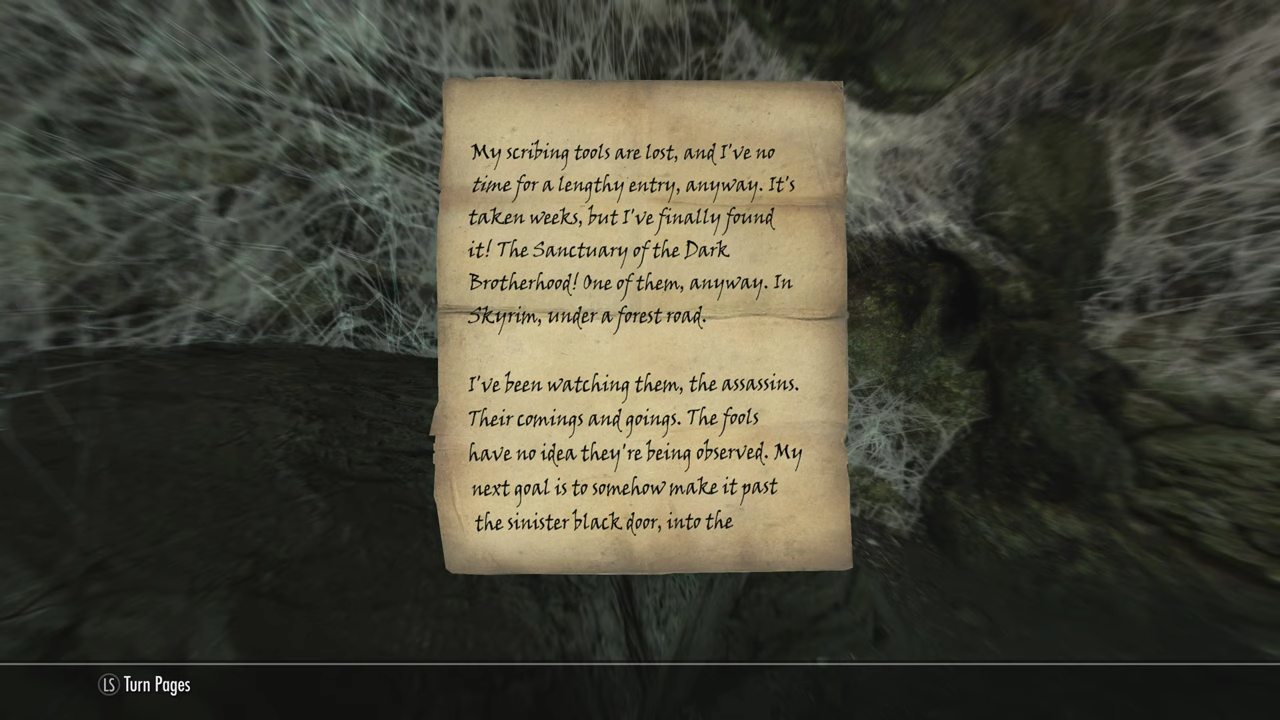 My scribing tools are lost, and I've no
time for a lengthy entry, anyway. It's
taken weeks, but I've finally found
it! The Sanctuary of the Dark
Brotherhood! One of them, anyway. In
Skyrim, under a forest road.
I've been watching them, the assassins.
Their comings and goings. The fools
have no idea they're being observed. My
next goal is to somehow make it past
the sinister black door, into the
LS Turn Pages